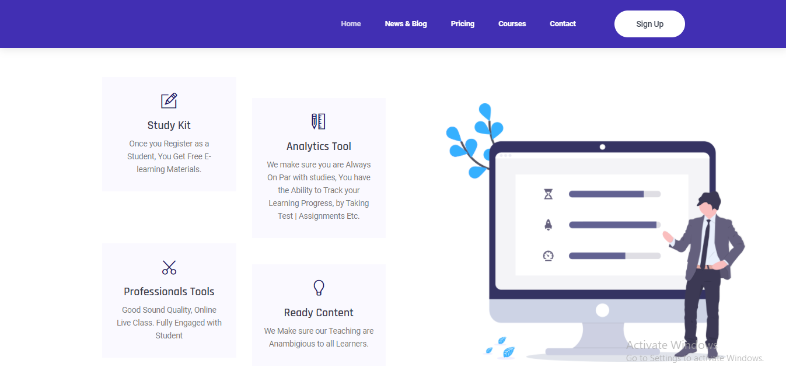 Home News & Blog Pricing Courses Contact Sign Up
Study Kit
Once you Register as a
Student, You Get Free E-
learning Materials.
Analytics Tool
We make sure you are Always
On Par with studies, You have
the Ability to Track your
Learning Progress, by Taking
Test | Assignments Etc.
Professionals Tools
Good Sound Quality, Online
Live Class. Fully Engaged with
Student
Ready Content
We Make sure our Teaching are
Anambigious to all Learners.
Activate Windows
Go to Settings to activate Windows.